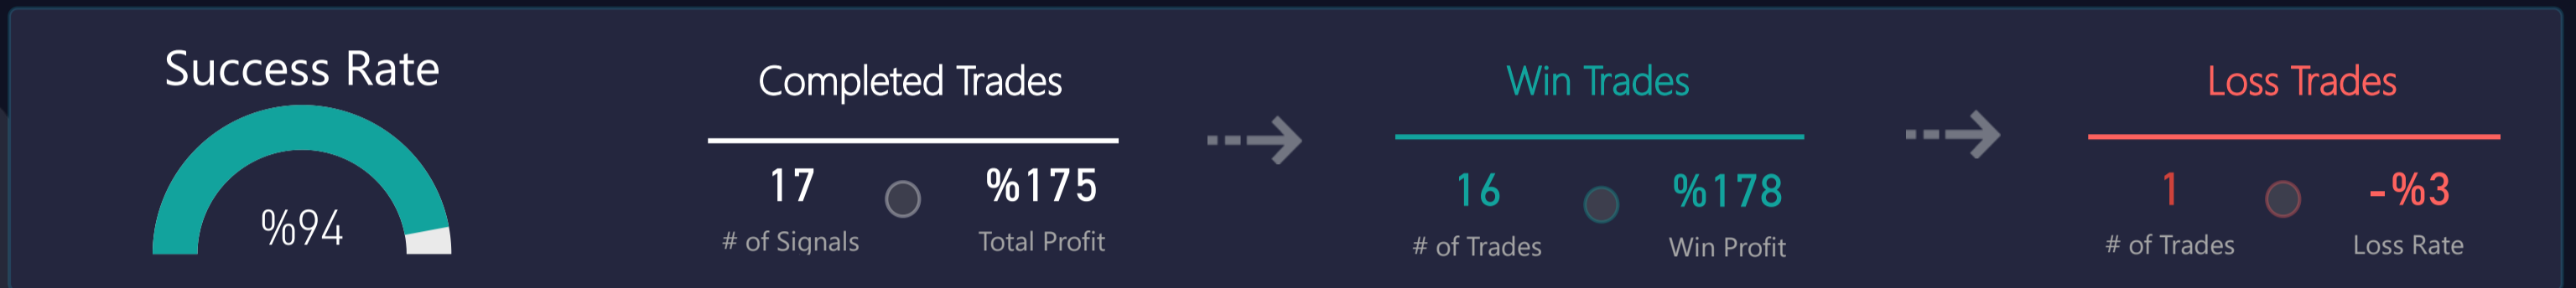 Success Rate
%94
Completed Trades
17
%175
# of Signals
Total Profit
Win Trades
16
%178
# of Trades
Win Profit
Loss Trades
1
-%3
# of Trades
Loss Rate